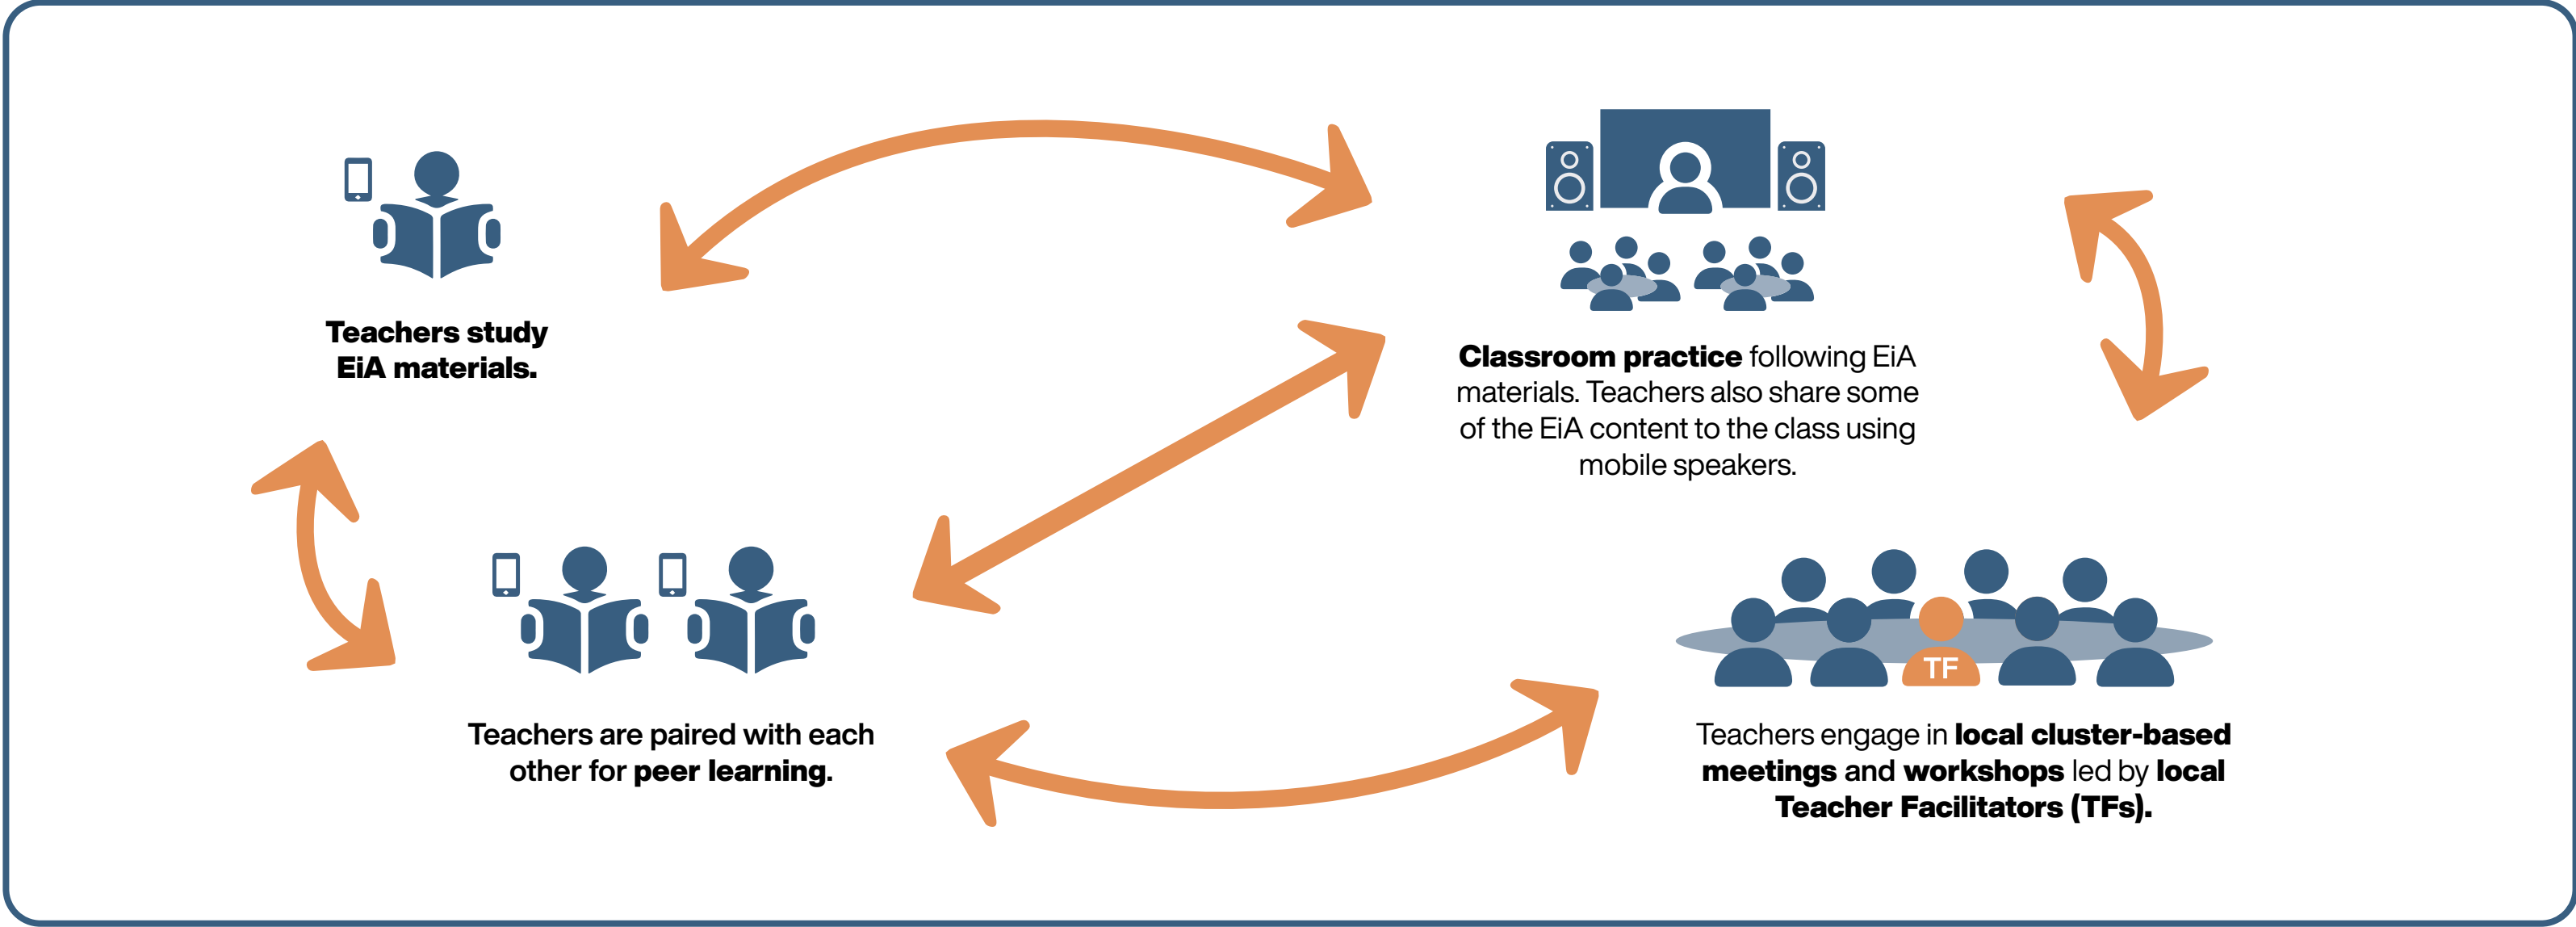 Teachers study
EiA materials.
Classroom practice following EiA
materials. Teachers also share some
of the EiA content to the class using
mobile speakers.
Teachers are paired with each
other for peer learning.
TF
Teachers engage in local cluster-based
meetings and workshops led by local
Teacher Facilitators (TFs).